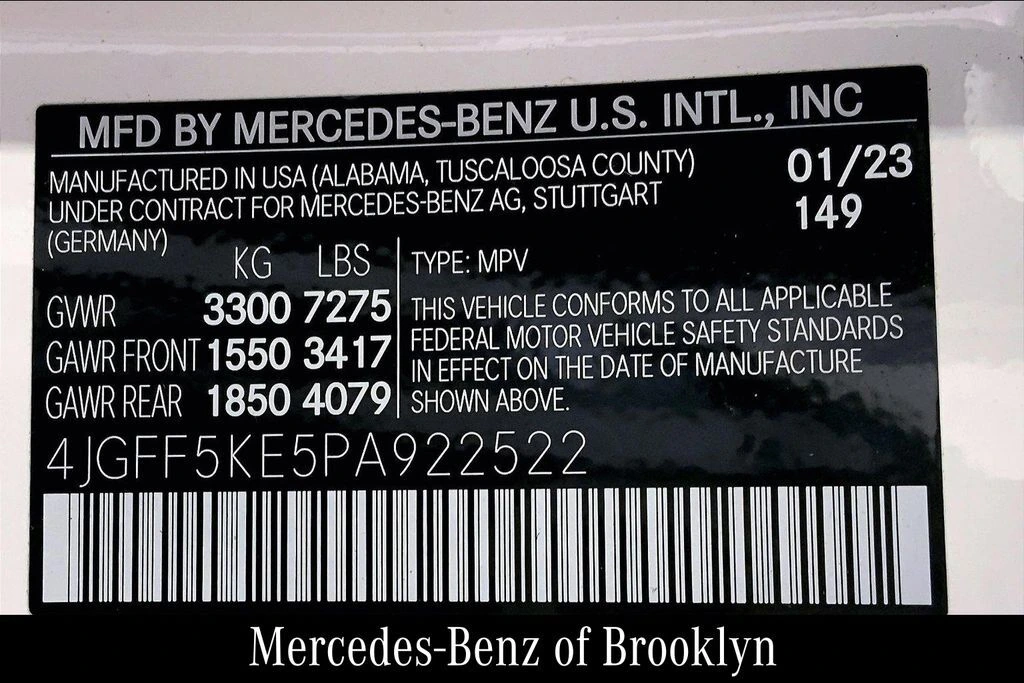 MFD BY MERCEDES-BENZ U.S. INTL., INC
MANUFACTURED IN USA (ALABAMA, TUSCALOOSA COUNTY)
UNDER CONTRACT FOR MERCEDES-BENZ AG, STUTTGART
(GERMANY)
01/23
149
KG LBS
GVWR 3300 7275
GAWR FRONT 1550 3417
GAWR REAR 1850 4079
TYPE: MPV
THIS VEHICLE CONFORMS TO ALL APPLICABLE
FEDERAL MOTOR VEHICLE SAFETY STANDARDS
IN EFFECT ON THE DATE OF MANUFACTURE
SHOWN ABOVE.
4JGFF5KE5PA922522
Mercedes-Benz of Brooklyn